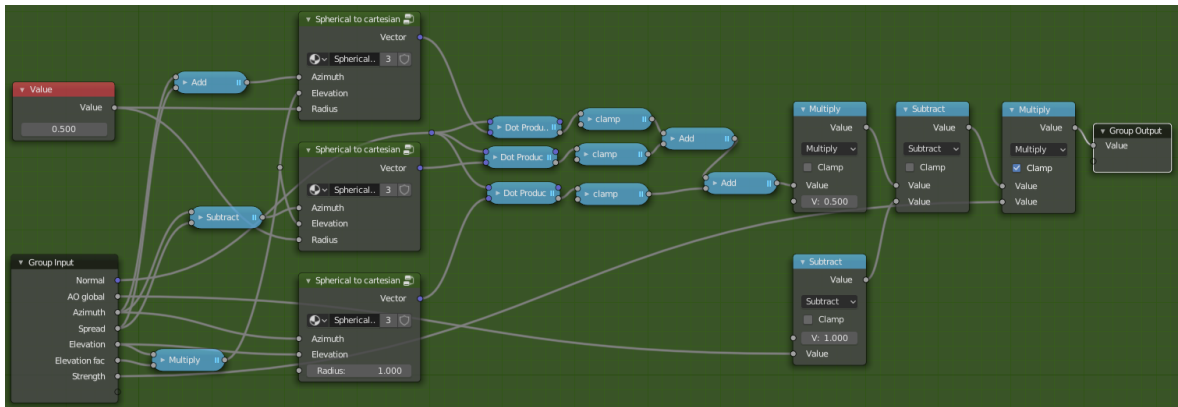 Value
Value
0.500
Add
Spherical to cartesian
Vector
Spherical.. 3
Azimuth
Elevation
Radius
Spherical to cartesian
Vector
Spherical.. 3
Azimuth
Elevation
Radius
Subtract
Group Input
Normal
AO global
Azimuth
Spread
Elevation
Elevation fac
Strength
Multiply
Spherical to cartesian
Vector
Spherical.. 3
Azimuth
Elevation
Radius: 1.000
Dot Produ..
clamp
Dot Produc
clamp
Dot Produc
clamp
Add
Add
Multiply
Value
Multiply
Clamp
Value
V: 0.500
Subtract
Value
Subtract
Clamp
Value
Value
Multiply
Value
Multiply
Clamp
Value
Value
Group Output
Value
Subtract
Value
Subtract
Clamp
V: 1.000
Value